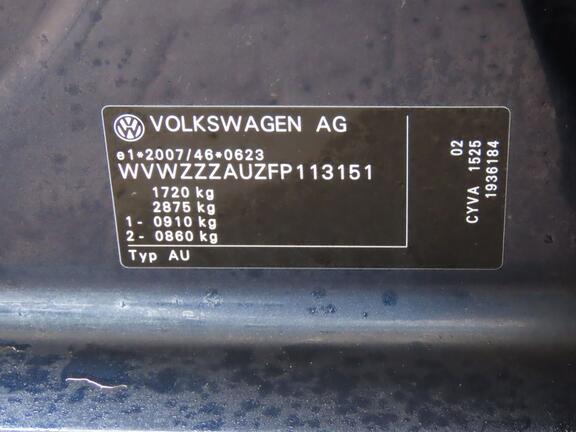 VOLKSWAGEN AG
e1*2007/46*0623
WVWZZZAUZFP113151
1720 kg
2875 kg
1- 0910 kg
2- 0860 kg
Typ AU
02
CYVA 1525
1936184